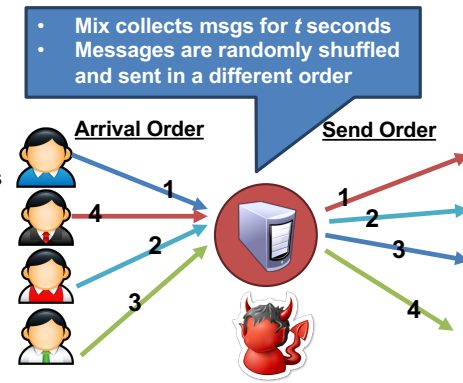 • Mix collects msgs for t seconds
• Messages are randomly shuffled
and sent in a different order
Arrival Order
Send Order
s
1
4
2
3
1
2
3
4